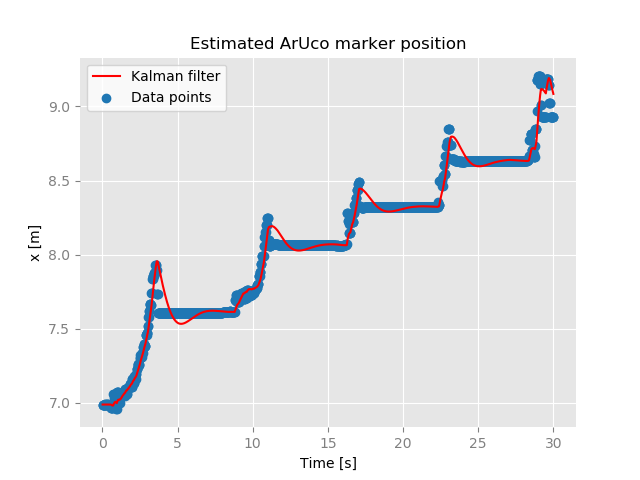 Estimated ArUco marker position
Kalman filter
Data points
9.0
8.5
8.0
7.5
7.0
x [m]
0 5 10 15 20 25 30
Time [s]